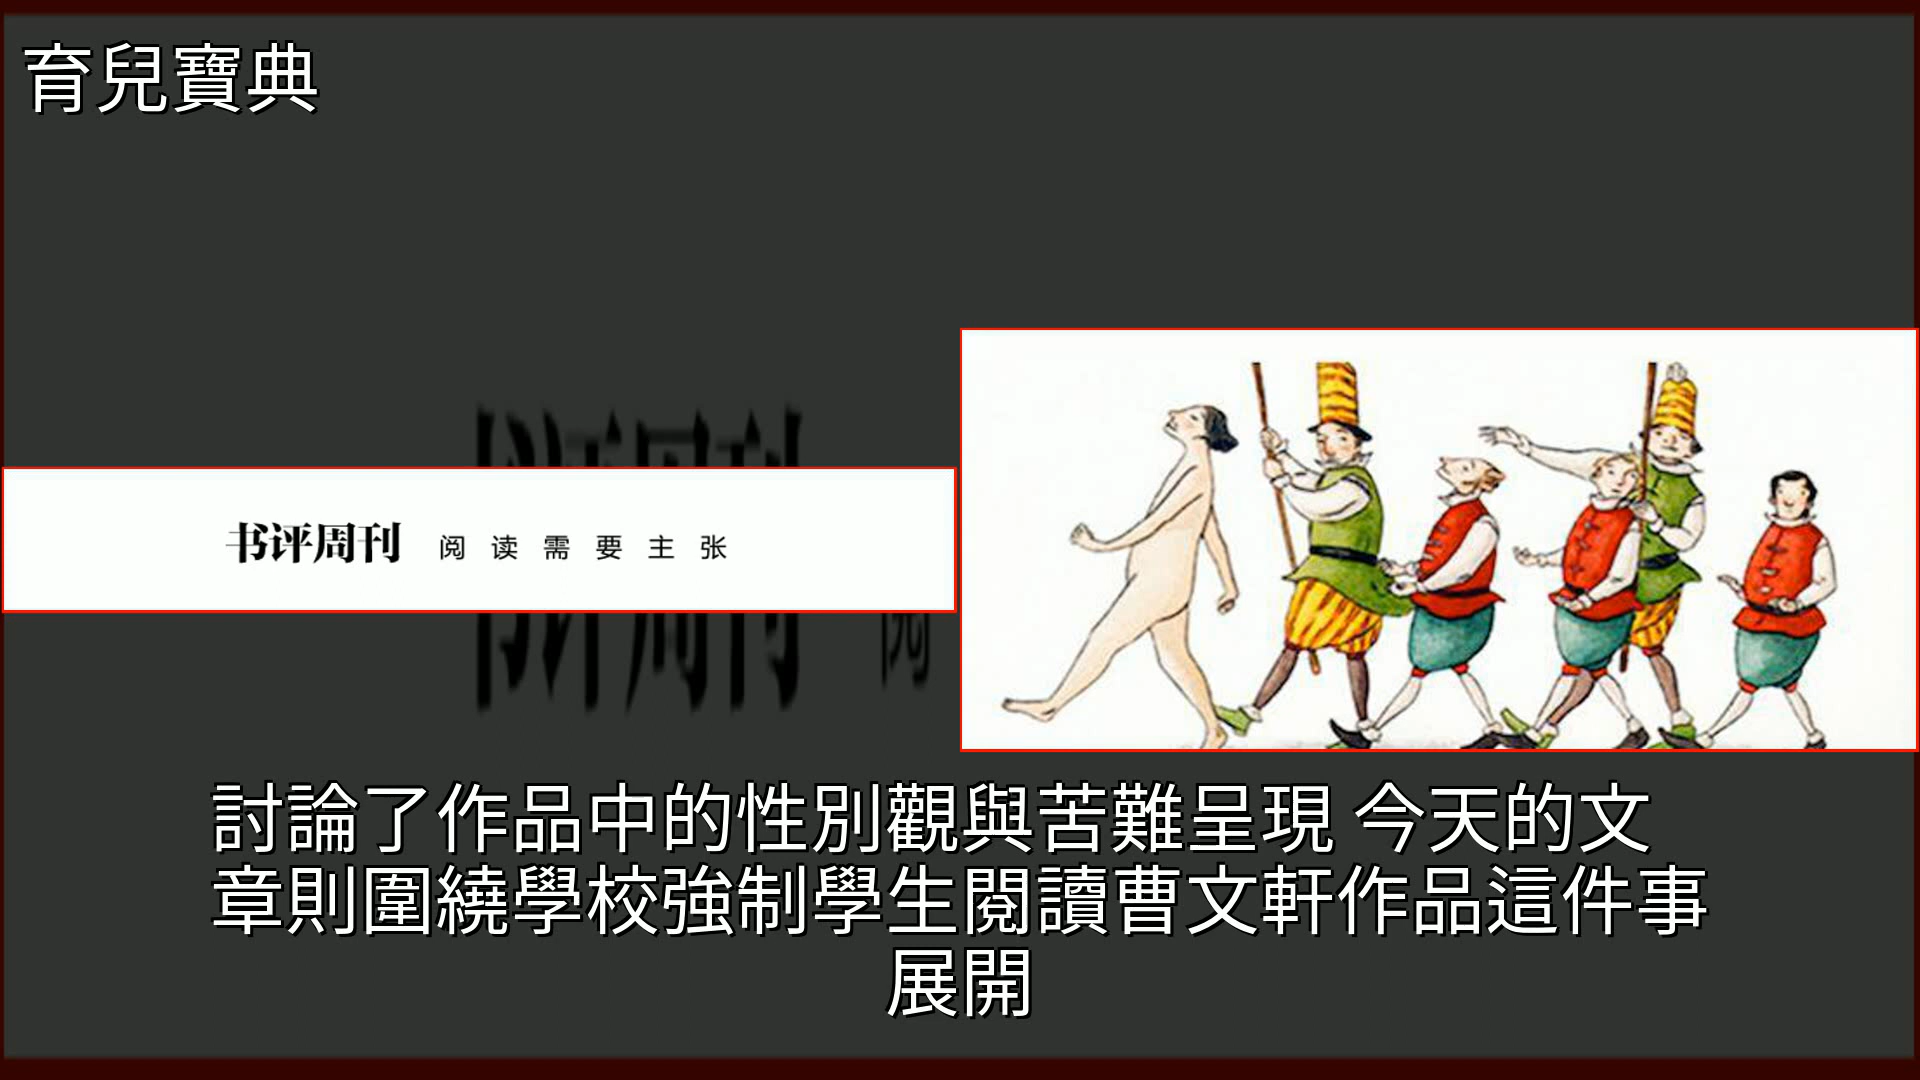 育兒寶典
书评周刊 阅读需要主张
討論了作品中的性別觀與苦難呈現 今天的文
章則圍繞學校強制學生閱讀曹文軒作品這件事
展開